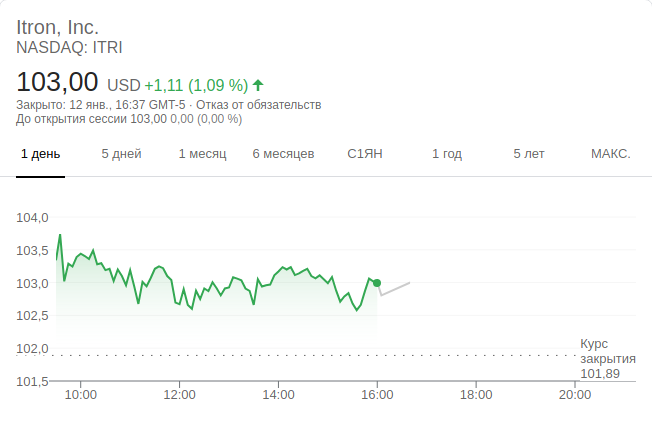 Itron, Inc.
NASDAQ: ITRI
103,00 USD +1,11 (1,09 %)
Закрыто: 12 янв., 16:37 GMT-5 · Отказ от обязательств
До открытия сессии 103,00 0,00 (0,00 %)
1 день 5 дней 1 месяц 6 месяцев С1ЯН 1 год 5 лет МАКС.
104,0
103,5
103,0
102,5
102,0
101,5
Курс
закрытия
101,89
10:00 12:00 14:00 16:00 18:00 20:00